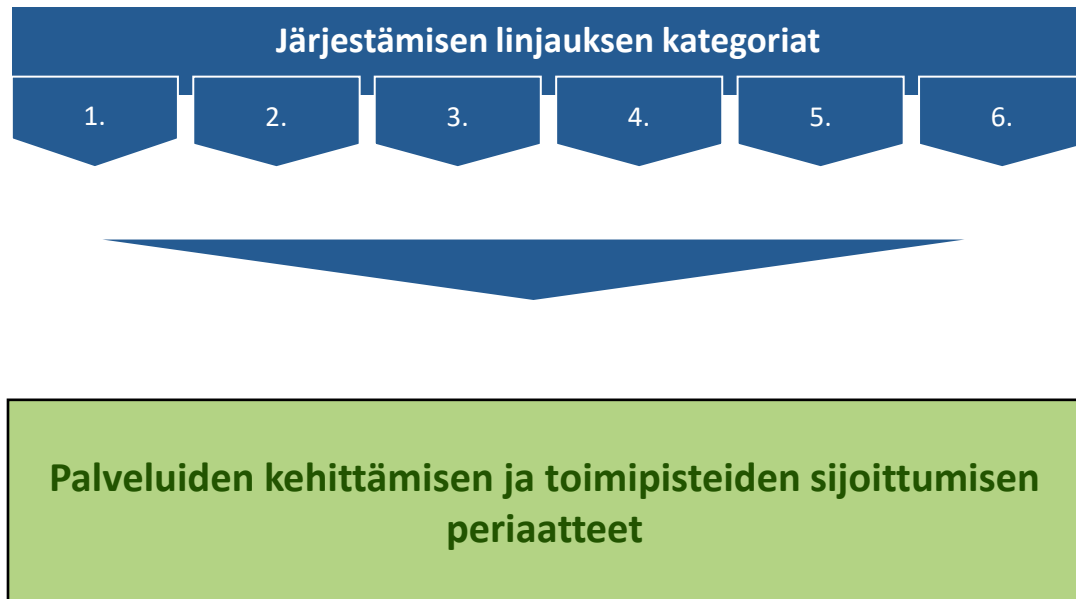 Järjestämisen linjauksen kategoriat
1. 2. 3. 4. 5. 6.
Palveluiden kehittämisen ja toimipisteiden sijoittumisen
periaatteet